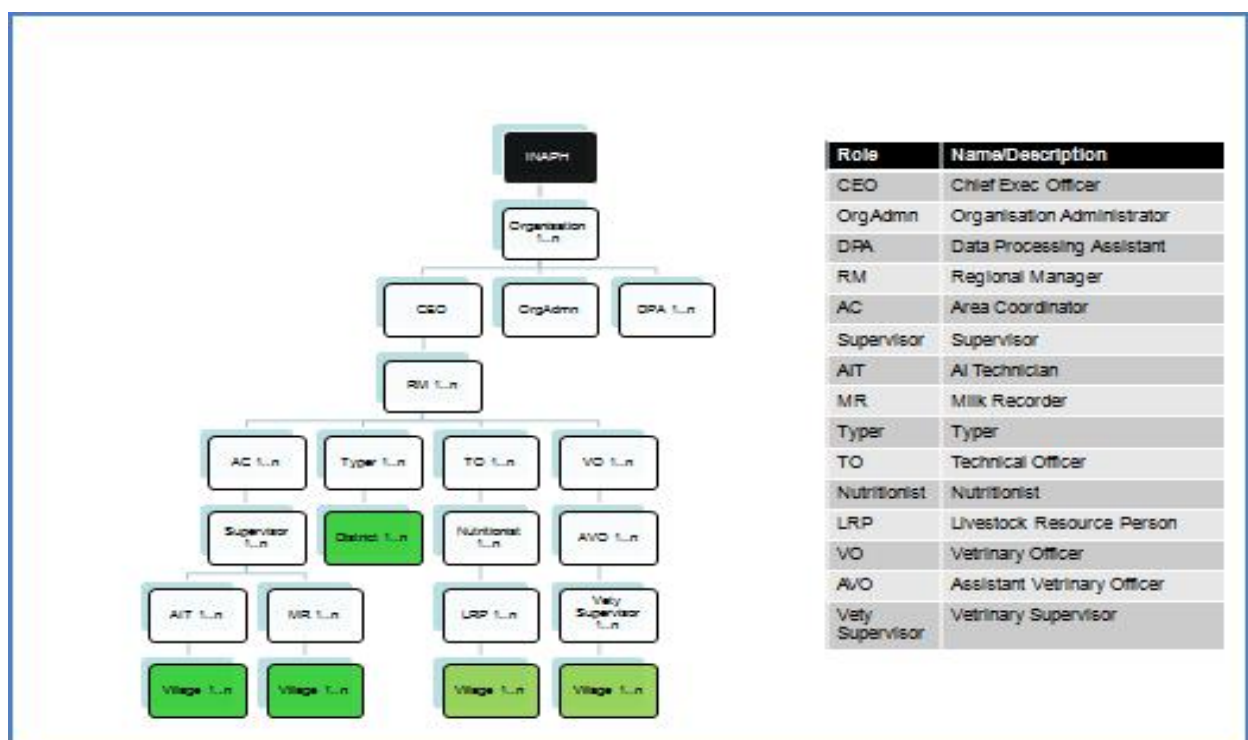 INAPH
Organisation
1...n
CEO
OrgAdmn
DPA 1...n
RM 1...n
AC 1...n
Typer 1...n
TO 1...n
VO 1...n
Supervisor
1...n
District 1...n
Nutritionist
1...n
AVO 1...n
AIT 1...n
MR 1...n
LRP 1...n
Vety
Supervisor
1...n
Village 1...n
Village 1...n
Village 1...n
Village 1...n
Role Name/Description
CEO Chief Exec Officer
OrgAdmn Organisation Administrator
DPA Data Processing Assistant
RM Regional Manager
AC Area Coordinator
Supervisor Supervisor
AIT AI Technician
MR Milk Recorder
Typer Typer
TO Technical Officer
Nutritionist Nutritionist
LRP Livestock Resource Person
VO Vetrinary Officer
AVO Assistant Vetrinary Officer
Vety Vetrinary Supervisor
Supervisor